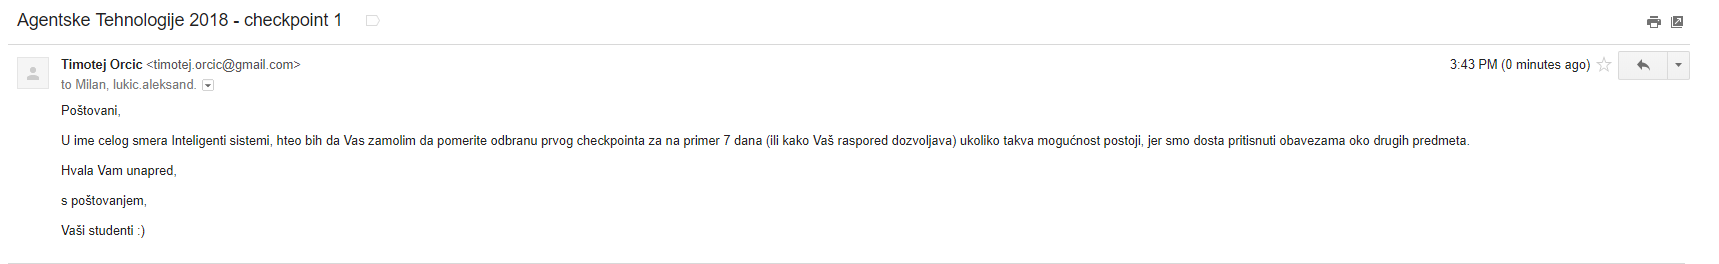 Agentske Tehnologije 2018 - checkpoint 1
Timotej Orcic <timotej.orcic@gmail.com> 3:43 PM (0 minutes ago)
to Milan, lukic.aleksand.
Poštovani,
U ime celog smera Inteligenti sistemi, hteo bih da Vas zamolim da pomerite odbranu prvog checkpointa za na primer 7 dana (ili kako Vaš raspored dozvoljava) ukoliko takva mogućnost postoji, jer smo dosta pritisnuti obavezama oko drugih predmeta.
Hvala Vam unapred,
s poštovanjem,
Vaši studenti :)